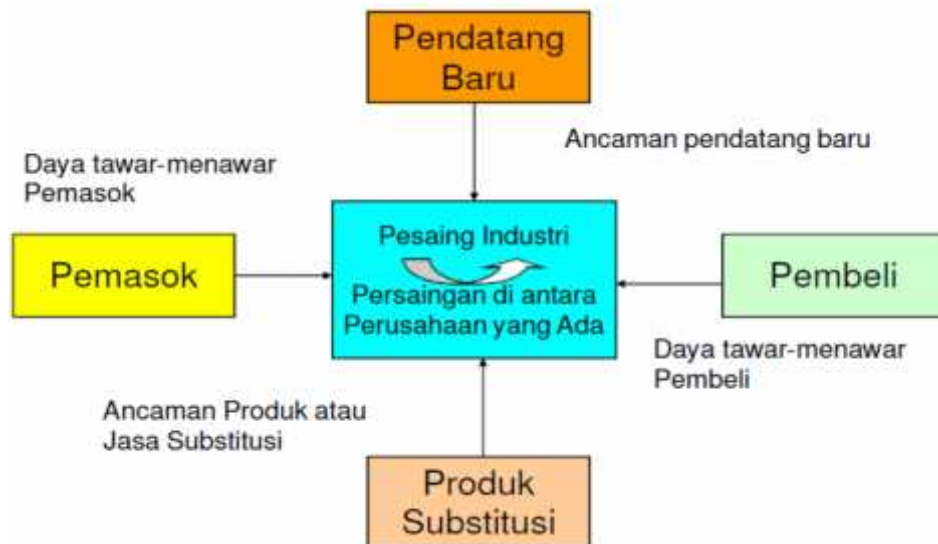 Pendatang
Baru
Ancaman pendatang baru
Daya tawar-menawar
Pemasok
Pemasok
Pesaing Industri
Persaingan di antara
Perusahaan yang Ada
Pembeli
Daya tawar-menawar
Pembeli
Ancaman Produk atau
Jasa Substitusi
Produk
Substitusi